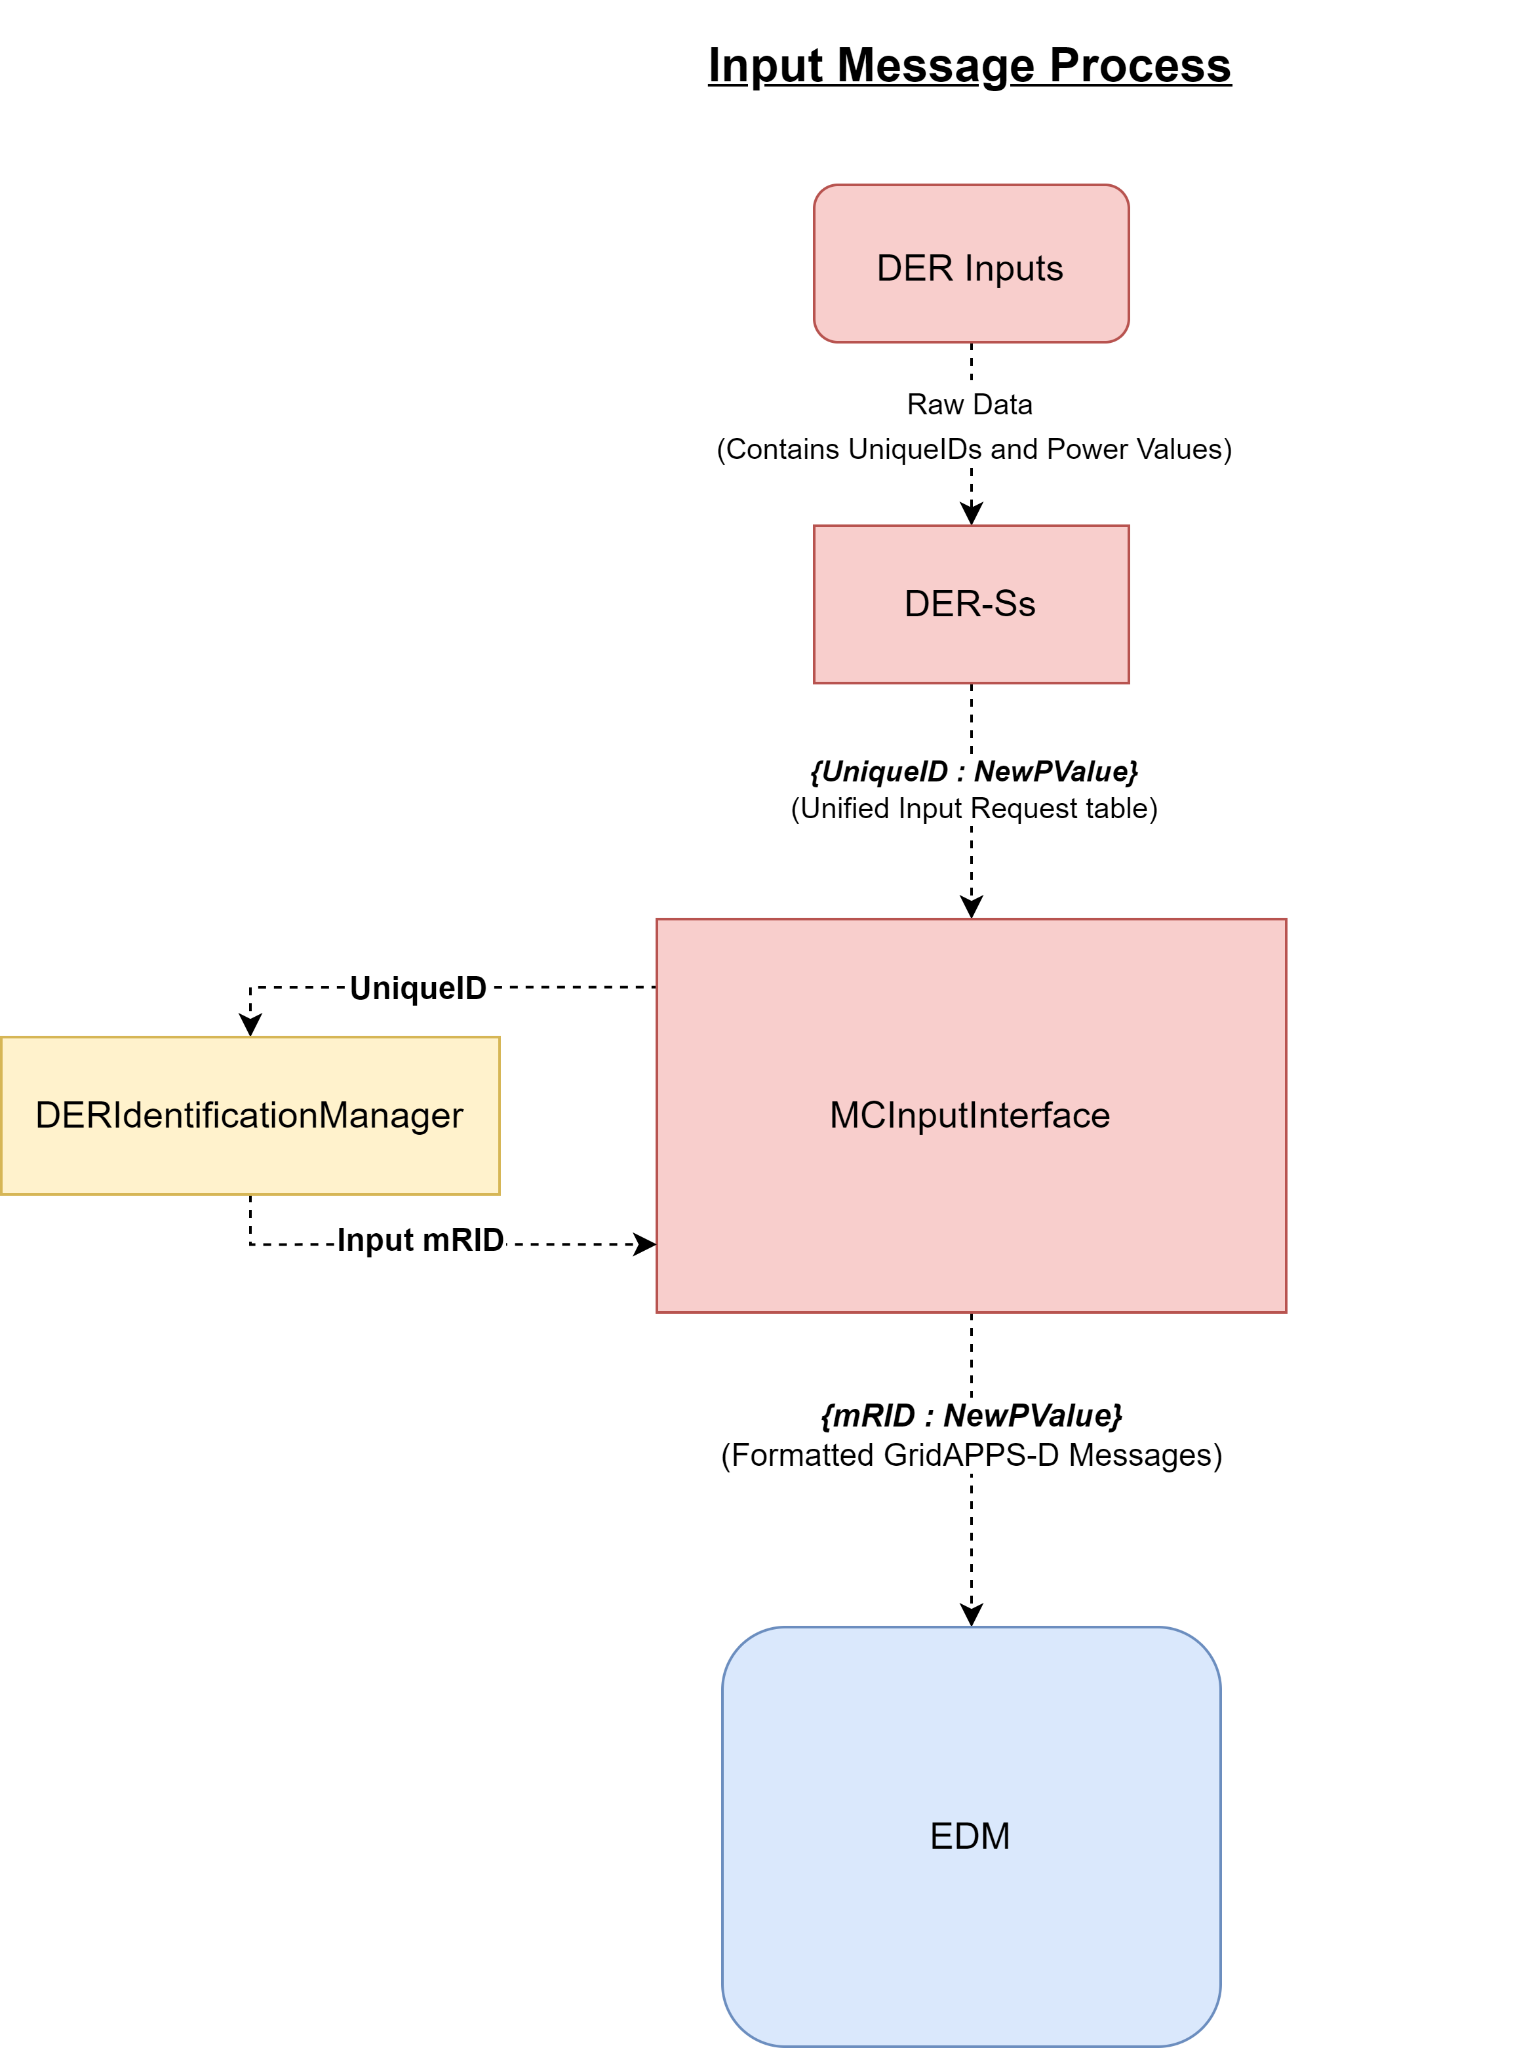 Input Message Process
DER Inputs
Raw Data
(Contains UniqueIDs and Power Values)
DER-Ss
{UniqueID : NewPValue}
(Unified Input Request table)
UniqueID
DERIdentificationManager
MCInputInterface
Input mRID
{mRID : NewPValue}
(Formatted GridAPPS-D Messages)
EDM